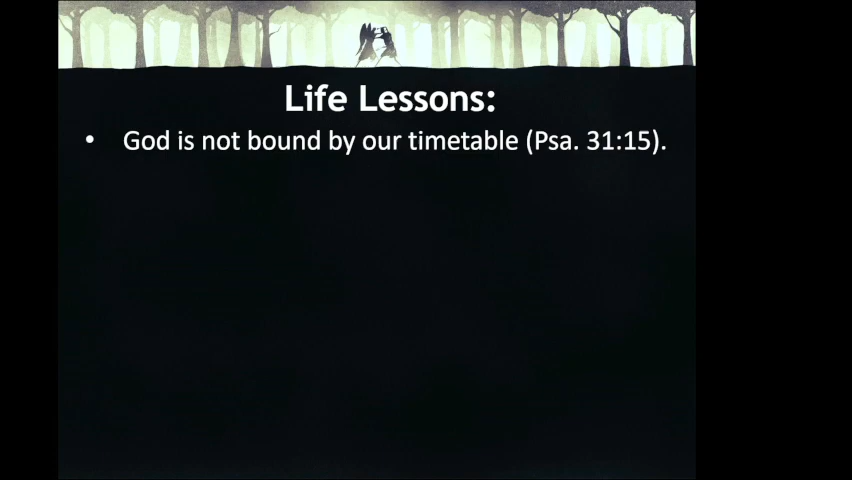 Life Lessons:
• God is not bound by our timetable (Psa. 31:15).